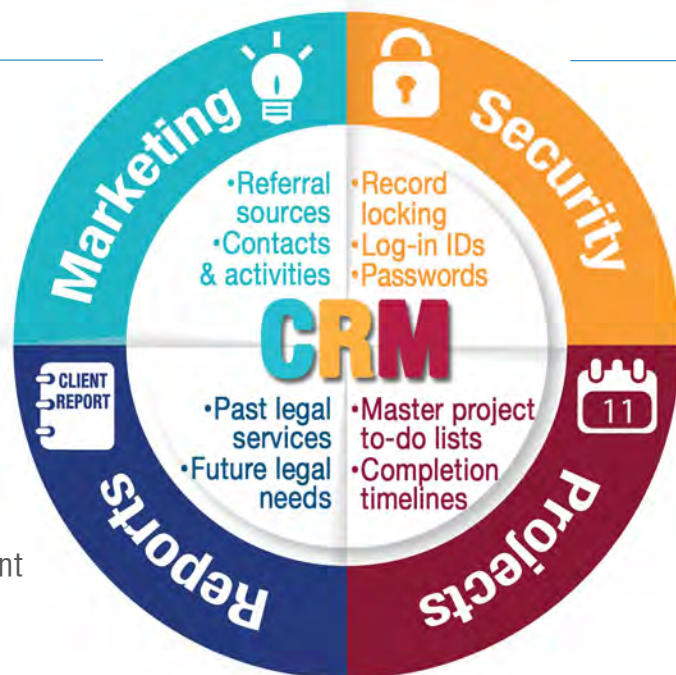 Marketing
Security
•Referral
sources
•Contacts
& activities
•Record
locking
•Log-in IDs
•Passwords
CRM
CLIENT
REPORT
•Past legal
services
•Future legal
needs
•Master project
to-do lists
•Completion
timelines
11
Reports
Projects
nt